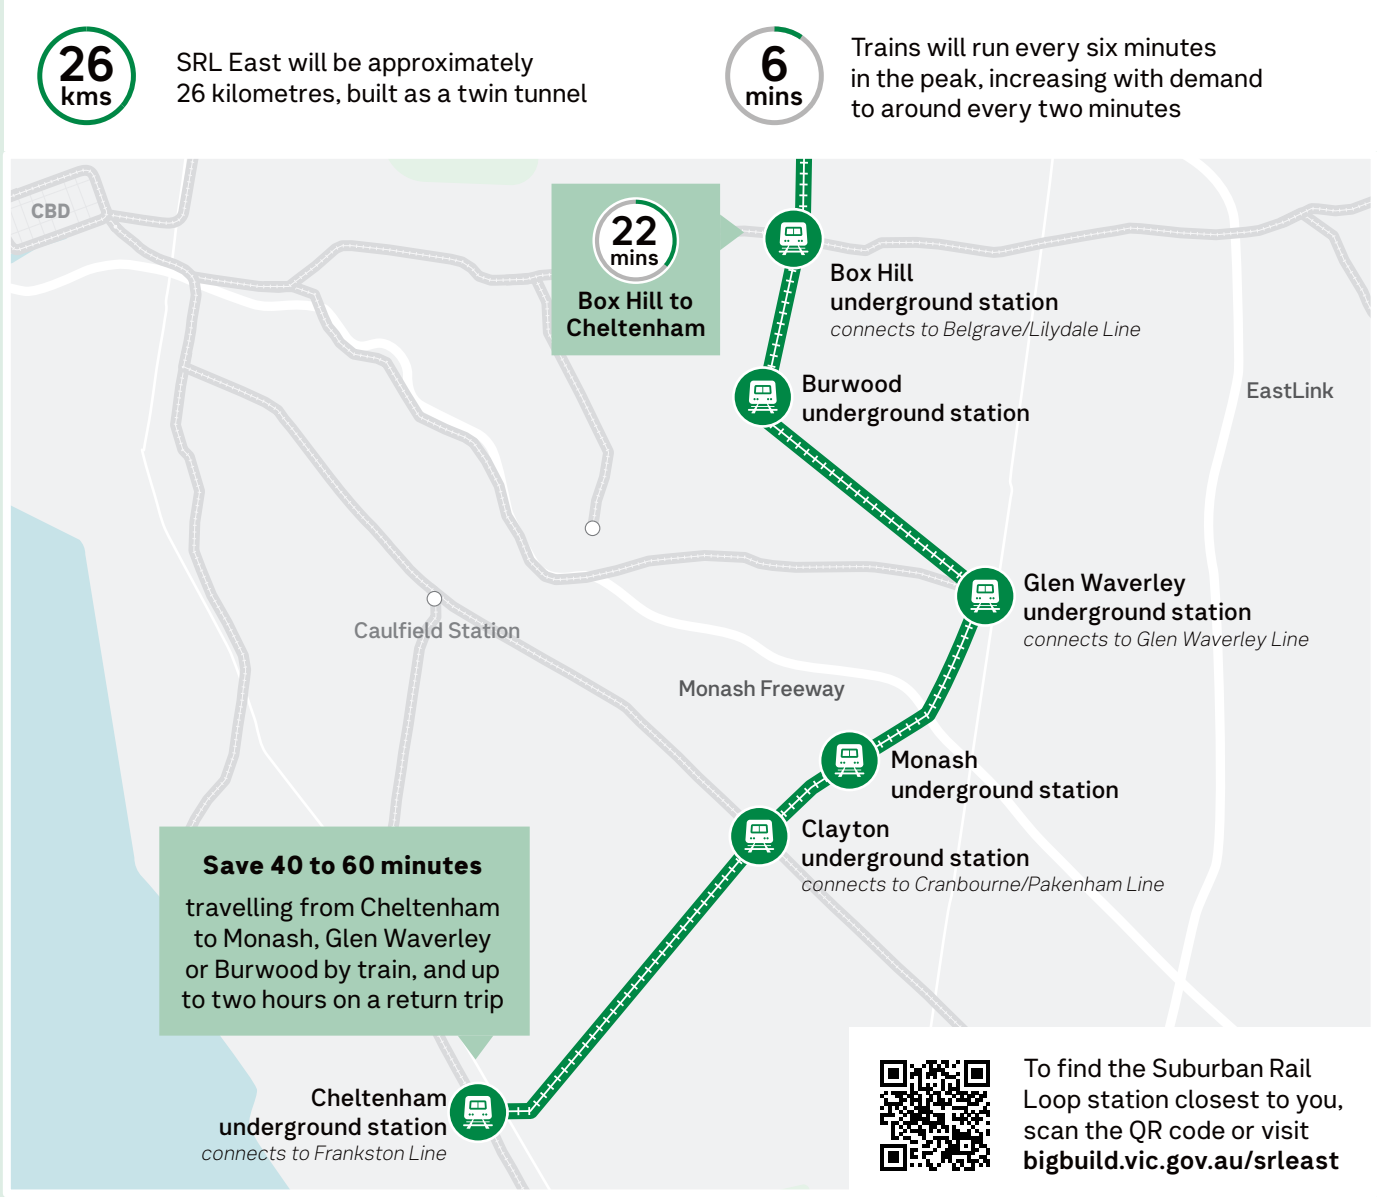 26
kms
SRL East will be approximately
26 kilometres, built as a twin tunnel
6
mins
Trains will run every six minutes
in the peak, increasing with demand
to around every two minutes
CBD
22
mins
Box Hill to
Cheltenham
Box Hill
underground station
connects to Belgrave/Lilydale Line
Burwood
underground station
EastLink
Glen Waverley
underground station
connects to Glen Waverley Line
Caulfield Station
Monash Freeway
Monash
underground station
Clayton
underground station
connects to Cranbourne/Pakenham Line
Save 40 to 60 minutes
travelling from Cheltenham
to Monash, Glen Waverley
or Burwood by train, and up
to two hours on a return trip
Cheltenham
underground station
connects to Frankston Line
To find the Suburban Rail
Loop station closest to you,
scan the QR code or visit
bigbuild.vic.gov.au/srleast